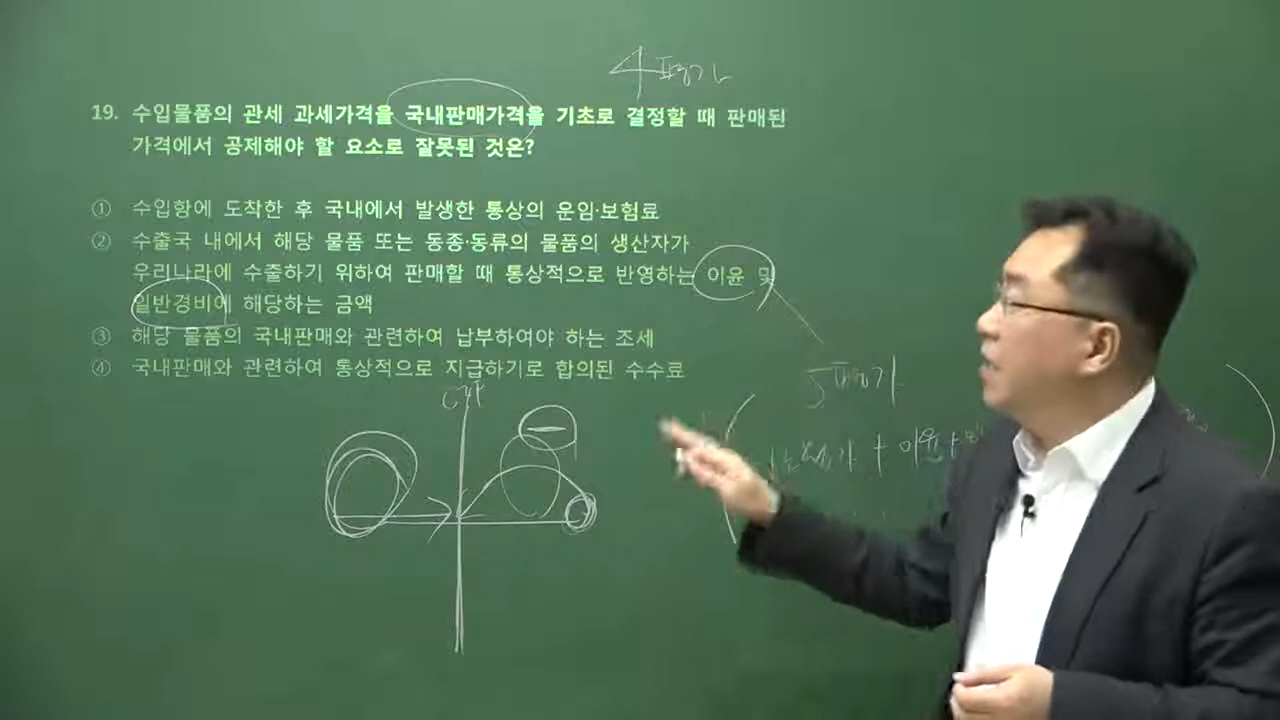 4평가
19. 수입물품의 관세 과세가격을 국내판매가격을 기초로 결정할 때 판매된
가격에서 공제해야 할 요소로 잘못된 것은?
① 수입항에 도착한 후 국내에서 발생한 통상의 운임·보험료
② 수출국 내에서 해당 물품 또는 동종·동류의 물품의 생산자가
우리나라에 수출하기 위하여 판매할 때 통상적으로 반영하는 이윤 및
일반경비에 해당하는 금액
③ 해당 물품의 국내판매와 관련하여 납부하여야 하는 조세
④ 국내판매와 관련하여 통상적으로 지급하기로 합의된 수수료
CIF
5평가
+ 이윤